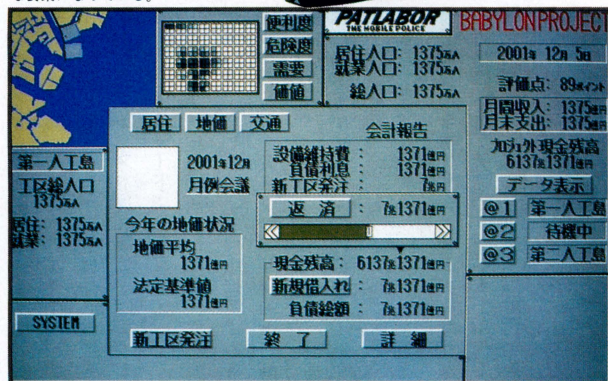 PATLABOR
THE MOBILE POLICE
BABYLON PROJECT
便利度
危険度
需要
価値
居住人口: 1375万人
就業人口: 1375万人
総人口: 1375万人
2001年 12月 5日
評価点: 89ポイント
月間収入: 1375億円
月末支出: 1375億円
プロジェクト現金残高
6137兆1371億円
データ表示
@1 第一人工島
@2 待機中
@3 第二人工島
第一人工島
工区総人口
1375万人
居住: 1375万人
就業: 1375万人
SYSTEM
居住 地価 交通
2001年12月
月例会議
今年の地価状況
地価平均
1371億円
法定基準値
1371億円
会計報告
設備維持費: 1371億円
負債利息: 1371億円
新工区発注: 7兆円
返済: 7兆1371億円
現金残高: 6137兆1371億円
新規借入れ: 7兆1371億円
負債総額: 7兆1371億円
新工区発注 終了 詳細